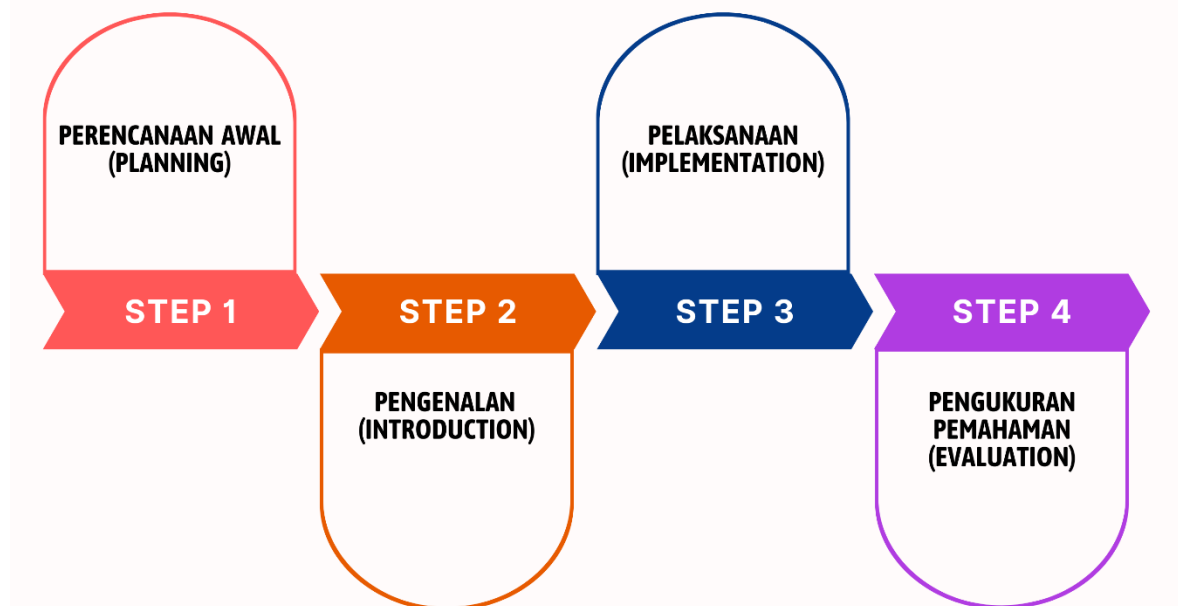 PERENCANAAN AWAL
(PLANNING)
STEP 1
STEP 2
PENGENALAN
(INTRODUCTION)
PELAKSANAAN
(IMPLEMENTATION)
STEP 3
STEP 4
PENGUKURAN
PEMAHAMAN
(EVALUATION)